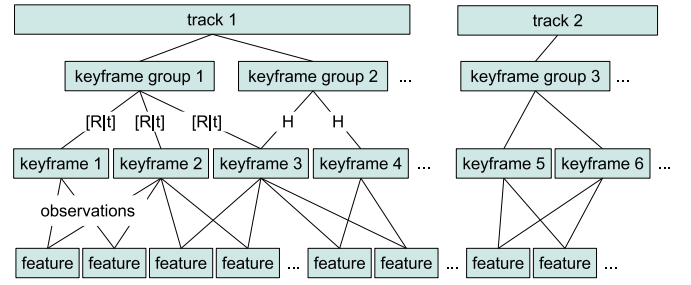 track 1 track 2
keyframe group 1 keyframe group 2 ... keyframe group 3 ...
[R|t] [R|t] [R|t] H H
keyframe 1 keyframe 2 keyframe 3 keyframe 4 ... keyframe 5 keyframe 6 ...
observations
feature feature feature feature ... feature feature ... feature feature ...